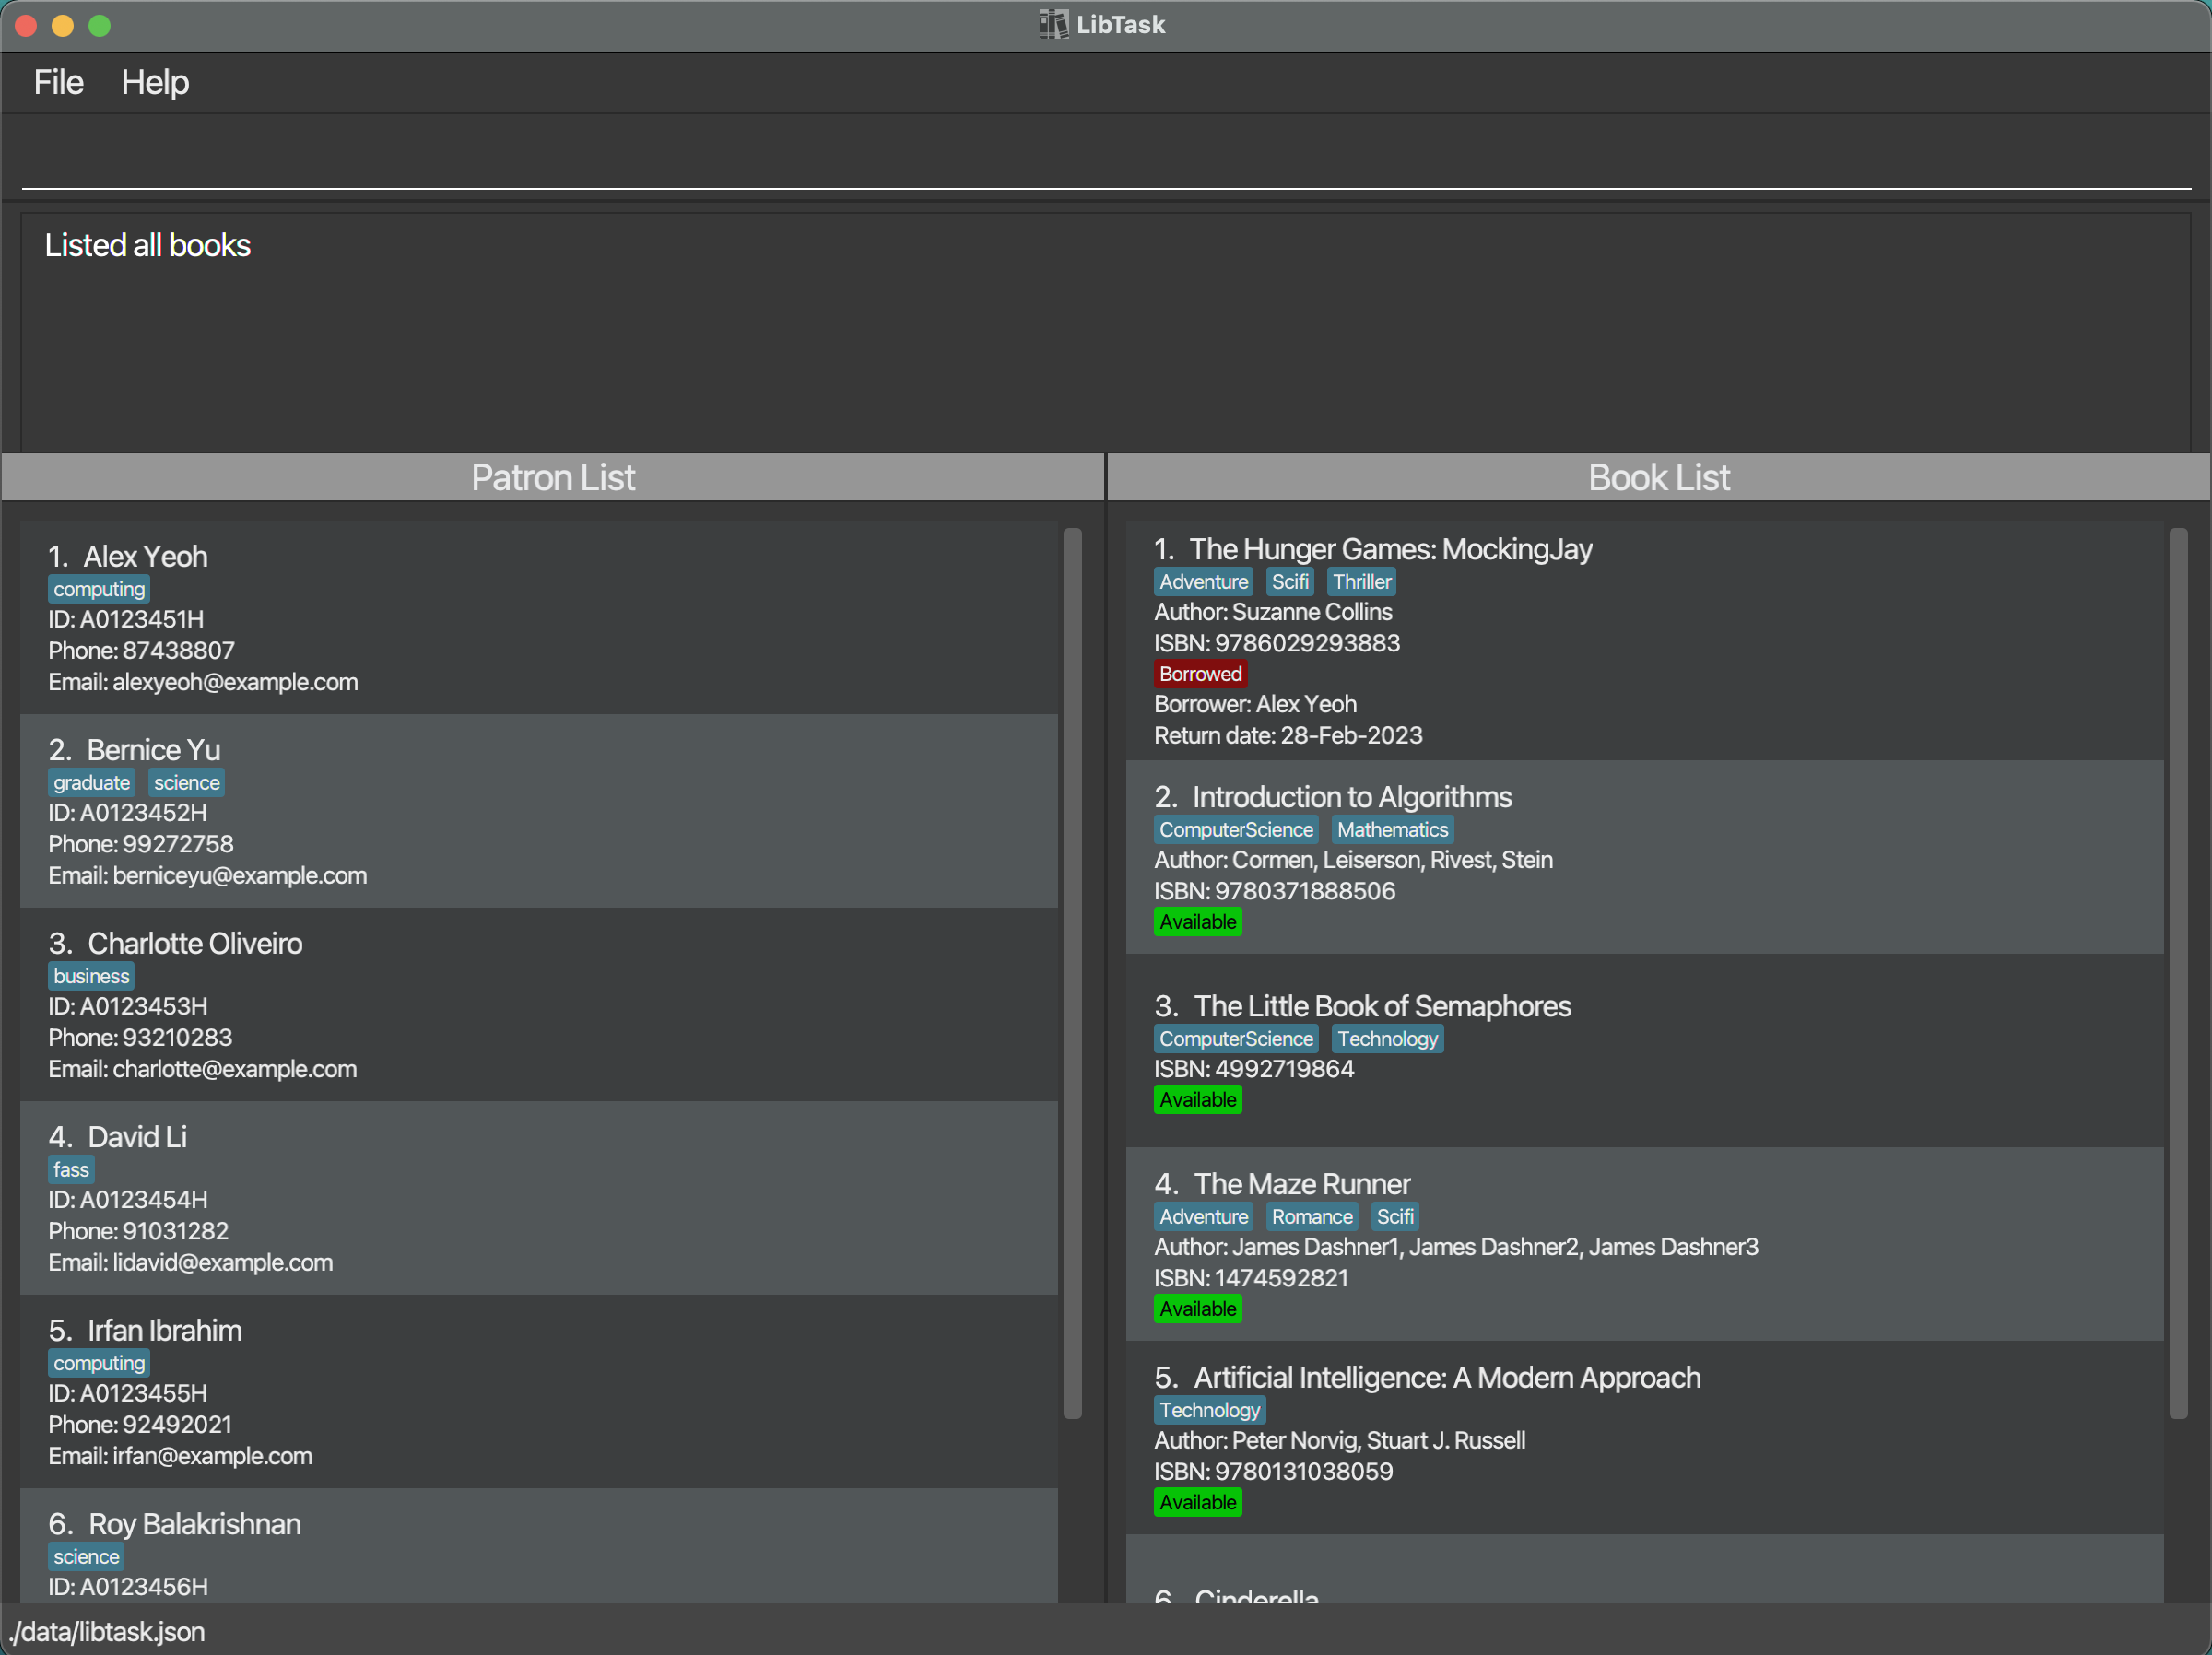 LibTask
File Help
Listed all books
Patron List
1. Alex Yeoh
computing
ID: A0123451H
Phone: 87438807
Email: alexyeoh@example.com
2. Bernice Yu
graduate science
ID: A0123452H
Phone: 99272758
Email: berniceyu@example.com
3. Charlotte Oliveiro
business
ID: A0123453H
Phone: 93210283
Email: charlotte@example.com
4. David Li
fass
ID: A0123454H
Phone: 91031282
Email: lidavid@example.com
5. Irfan Ibrahim
computing
ID: A0123455H
Phone: 92492021
Email: irfan@example.com
6. Roy Balakrishnan
science
ID: A0123456H
Book List
1. The Hunger Games: MockingJay
Adventure Scifi Thriller
Author: Suzanne Collins
ISBN: 9786029293883
Borrowed
Borrower: Alex Yeoh
Return date: 28-Feb-2023
2. Introduction to Algorithms
ComputerScience Mathematics
Author: Cormen, Leiserson, Rivest, Stein
ISBN: 9780371888506
Available
3. The Little Book of Semaphores
ComputerScience Technology
ISBN: 4992719864
Available
4. The Maze Runner
Adventure Romance Scifi
Author: James Dashner1, James Dashner2, James Dashner3
ISBN: 1474592821
Available
5. Artificial Intelligence: A Modern Approach
Technology
Author: Peter Norvig, Stuart J. Russell
ISBN: 9780131038059
Available
6. Cinderella
./data/libtask.json